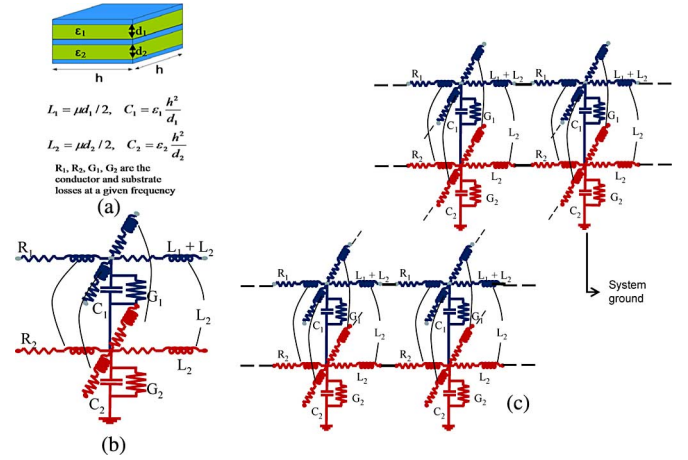 ε₁ d₁
ε₂ d₂
h h
L₁ = μd₁ / 2, C₁ = ε₁ h²/d₁
L₂ = μd₂ / 2, C₂ = ε₂ h²/d₂
R₁, R₂, G₁, G₂ are the
conductor and substrate
losses at a given frequency
(a)
R₁ L₁ + L₂
C₁ G₁
L₂
R₂ L₂
C₂ G₂
(b)
R₁ L₁ + L₂ R₁ L₁ + L₂
C₁ G₁ C₁ G₁
L₂ L₂
R₂ R₂
C₂ G₂ C₂ G₂
System
ground
R₁ L₁ + L₂ R₁ L₁ + L₂
C₁ G₁ C₁ G₁
L₂ L₂
R₂ R₂
C₂ G₂ C₂ G₂
(c)